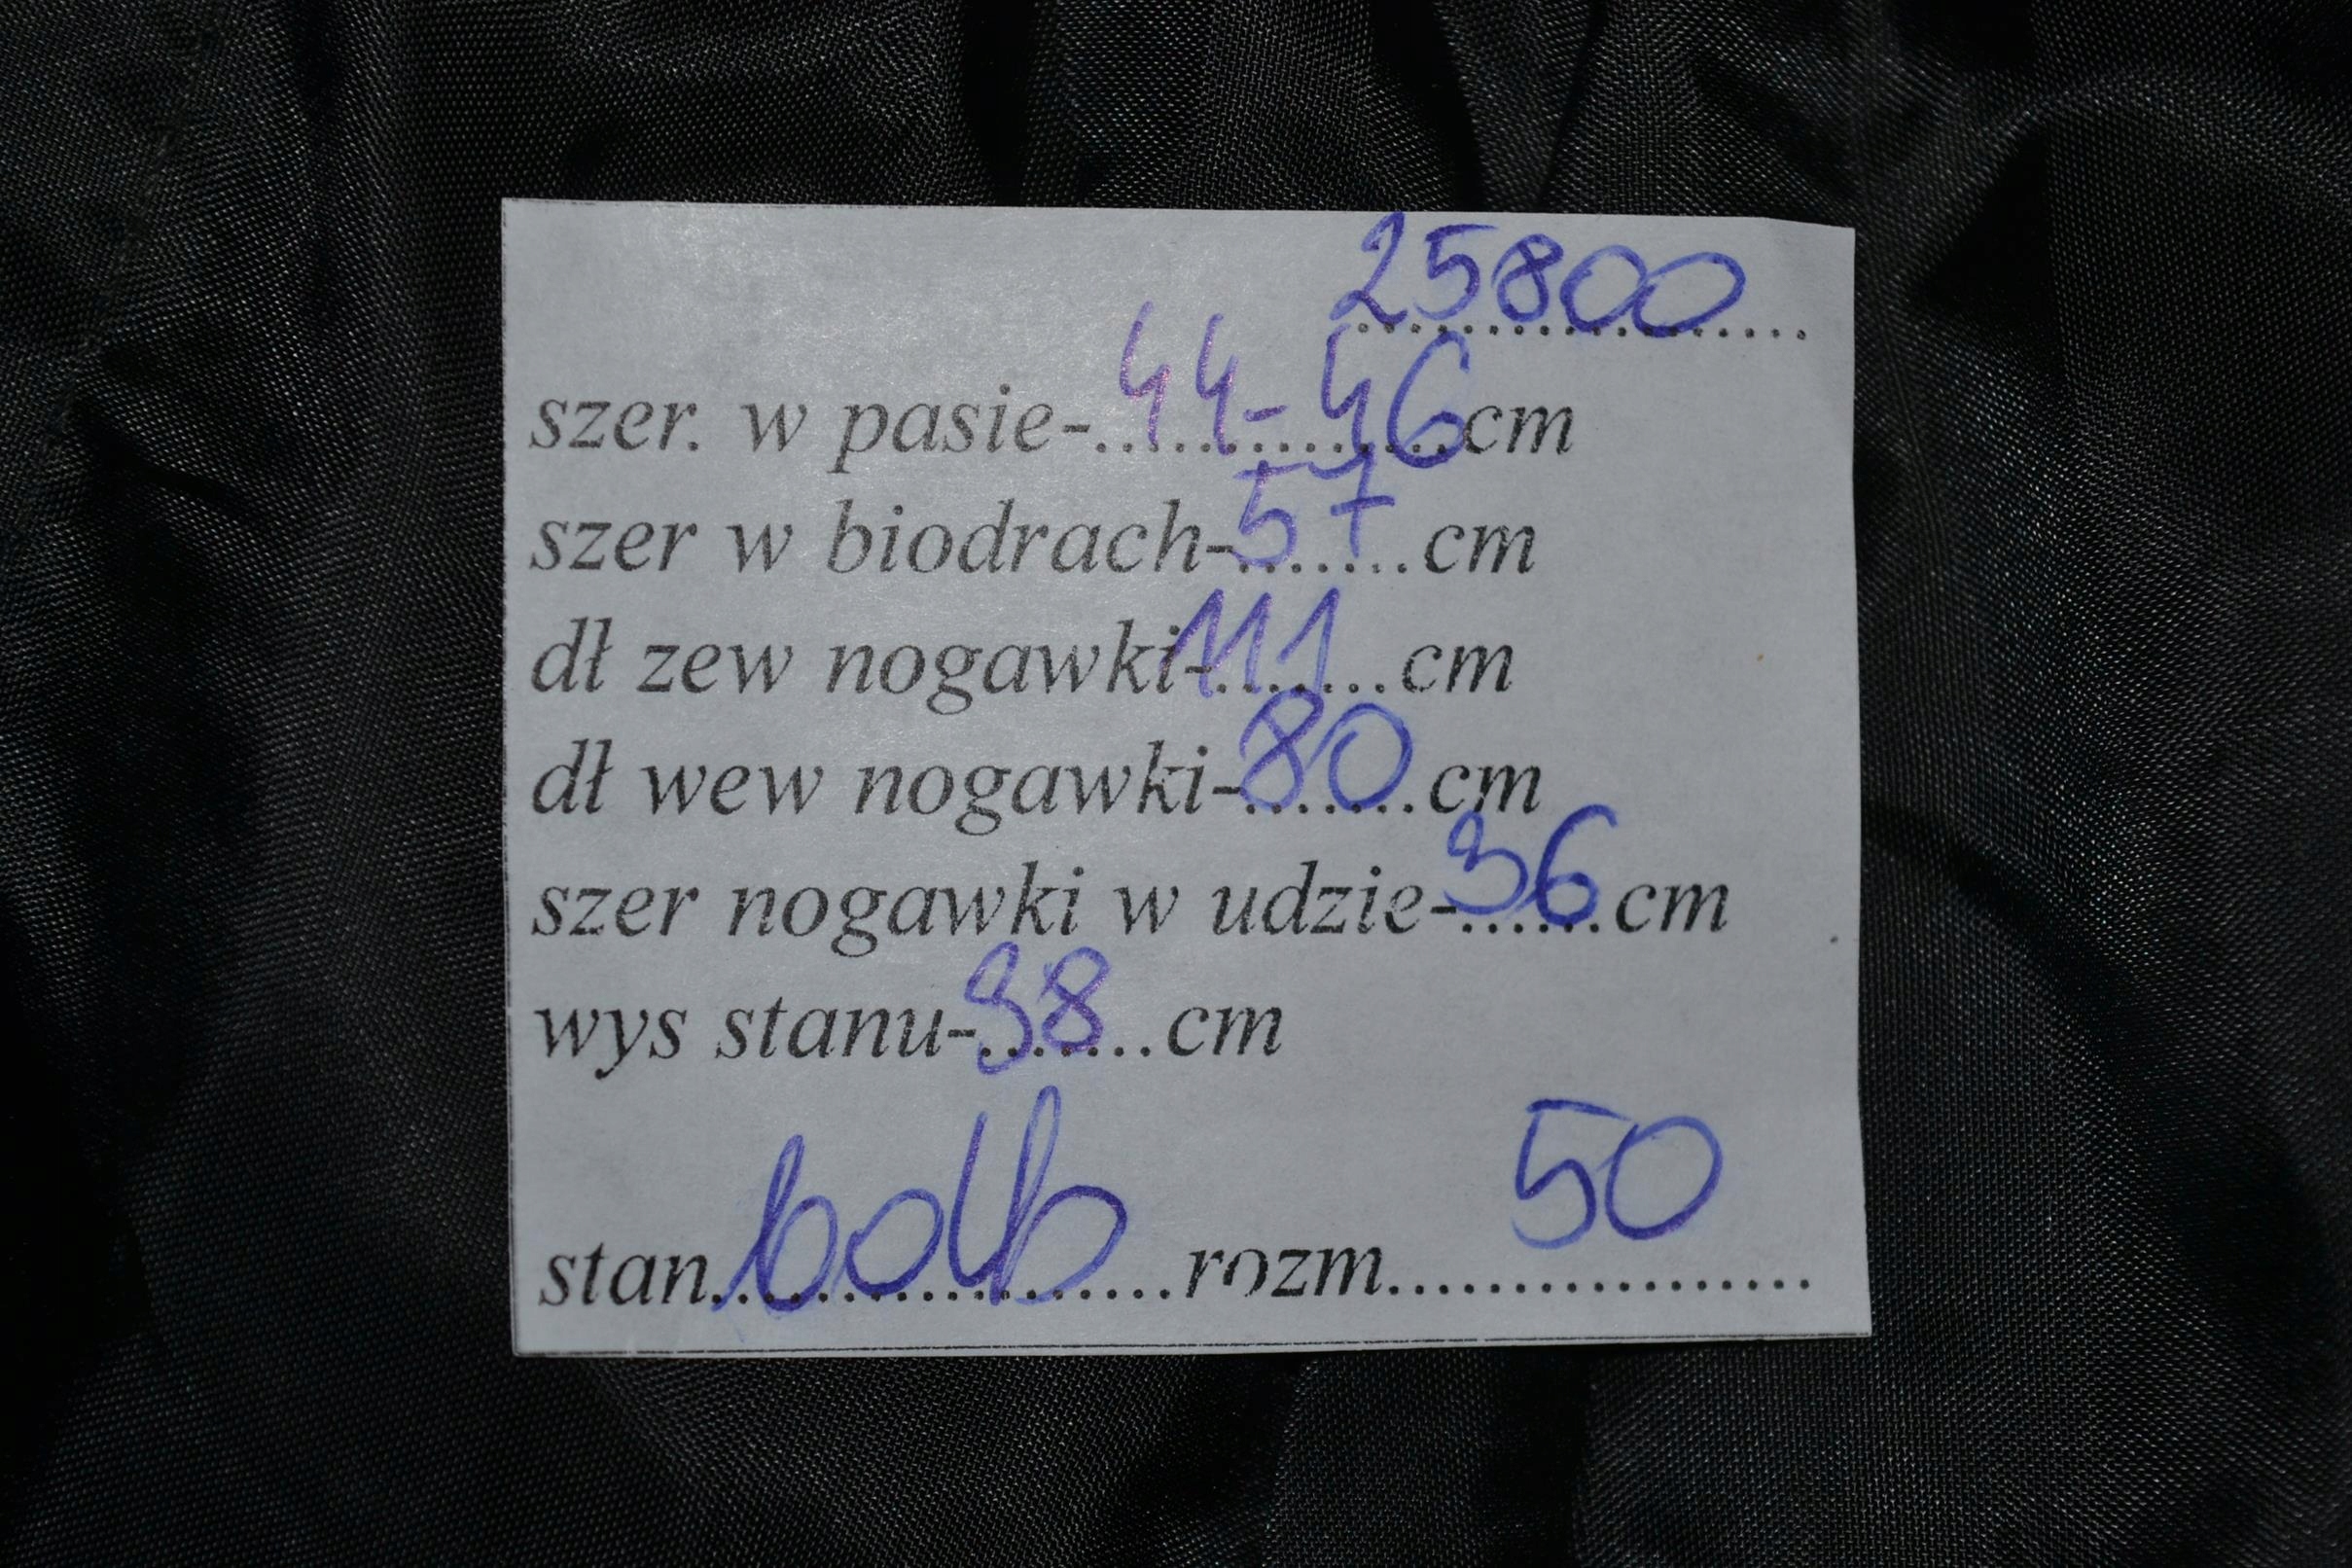 25800
szer. w pasie-44-46cm
szer w biodrach-57cm
dł zew nogawki-111cm
dł wew nogawki-80cm
szer nogawki w udzie-36cm
wys stanu-38cm
stan rozm 50